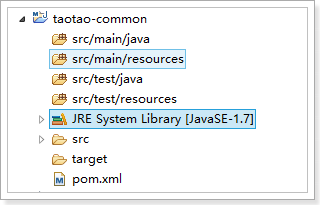 taotao-common
src/main/java
src/main/resources
src/test/java
src/test/resources
JRE System Library [JavaSE-1.7]
src
target
pom.xml